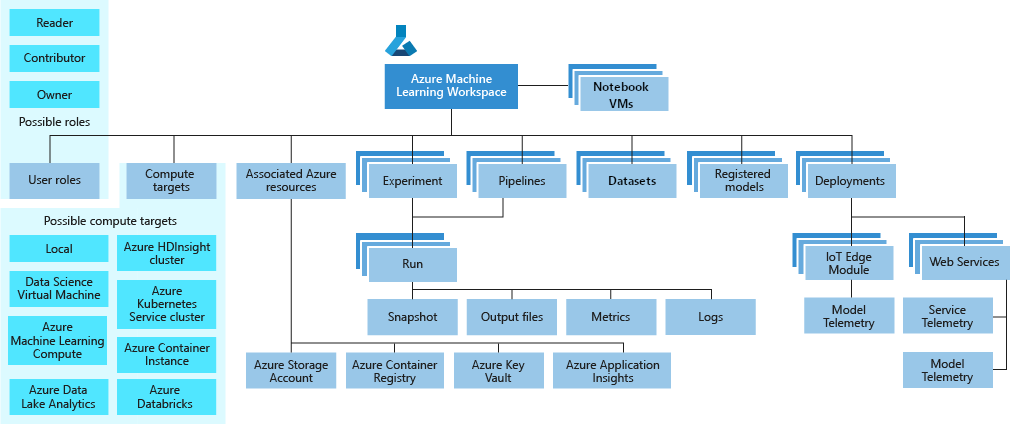 Reader
Contributor
Owner
Possible roles
Azure Machine
Learning Workspace
Notebook
VMs
User roles
Compute
targets
Associated Azure
resources
Experiment
Pipelines
Datasets
Registered
models
Deployments
Possible compute targets
Local
Azure HDInsight
cluster
Data Science
Virtual Machine
Azure
Kubernetes
Service cluster
Azure
Machine Learning
Compute
Azure Container
Instance
Azure Data
Lake Analytics
Azure
Databricks
Run
IoT Edge
Module
Web Services
Snapshot
Output files
Metrics
Logs
Model
Telemetry
Service
Telemetry
Azure Storage
Account
Azure Container
Registry
Azure Key
Vault
Azure Application
Insights
Model
Telemetry